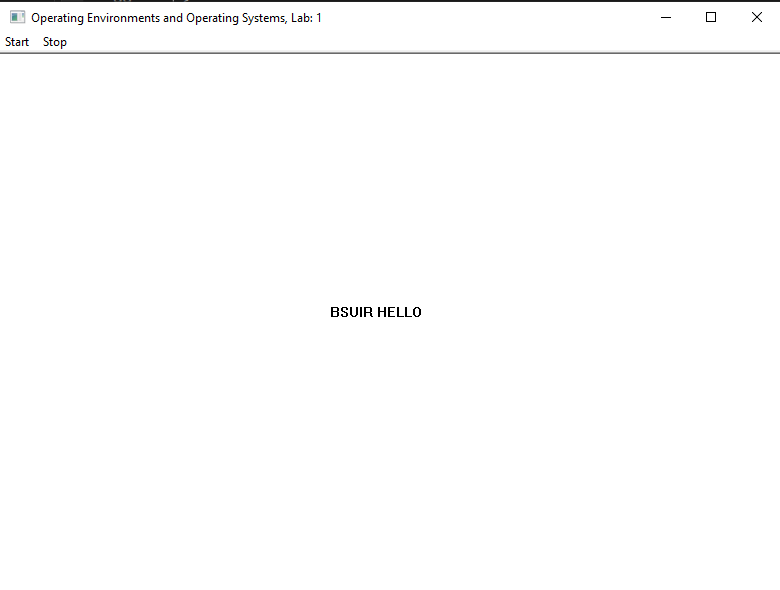 Operating Environments and Operating Systems, Lab: 1
Start Stop
BSUIR HELLO